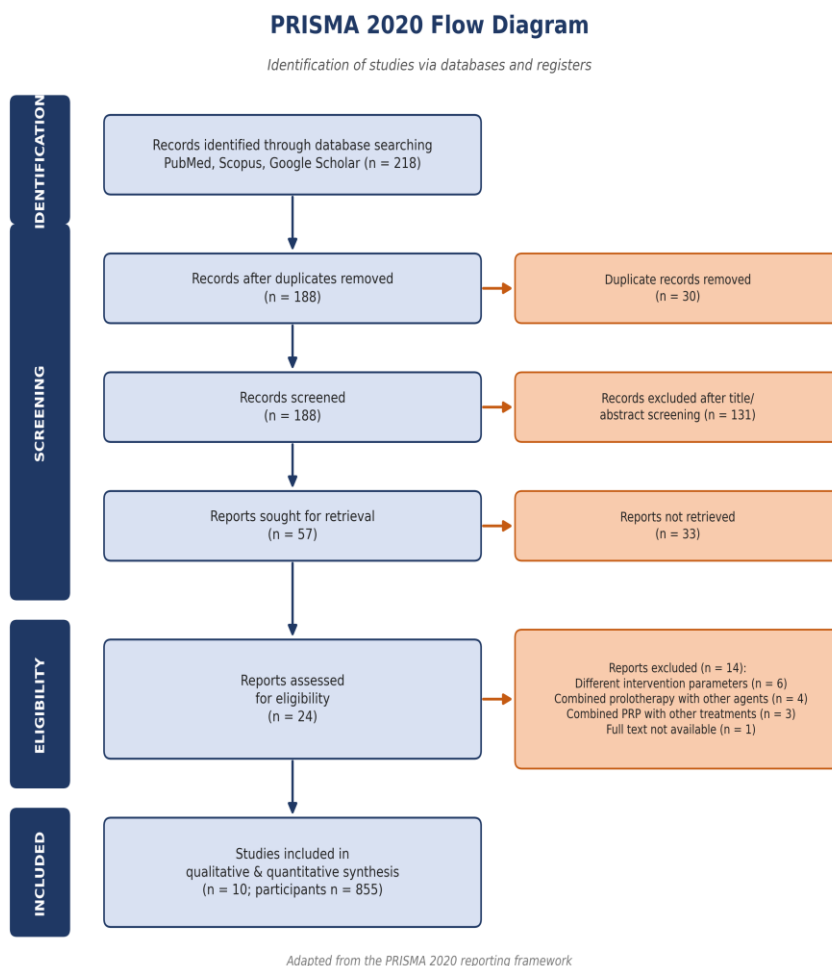 PRISMA 2020 Flow Diagram
Identification of studies via databases and registers
IDENTIFICATION
Records identified through database searching
PubMed, Scopus, Google Scholar (n = 218)
SCREENING
Records after duplicates removed
(n = 188)
Duplicate records removed
(n = 30)
Records screened
(n = 188)
Records excluded after title/
abstract screening (n = 131)
Reports sought for retrieval
(n = 57)
Reports not retrieved
(n = 33)
ELIGIBILITY
Reports assessed
for eligibility
(n = 24)
Reports excluded (n = 14):
Different intervention parameters (n = 6)
Combined prolotherapy with other agents (n = 4)
Combined PRP with other treatments (n = 3)
Full text not available (n = 1)
INCLUDED
Studies included in
qualitative & quantitative synthesis
(n = 10; participants n = 855)
Adapted from the PRISMA 2020 reporting framework